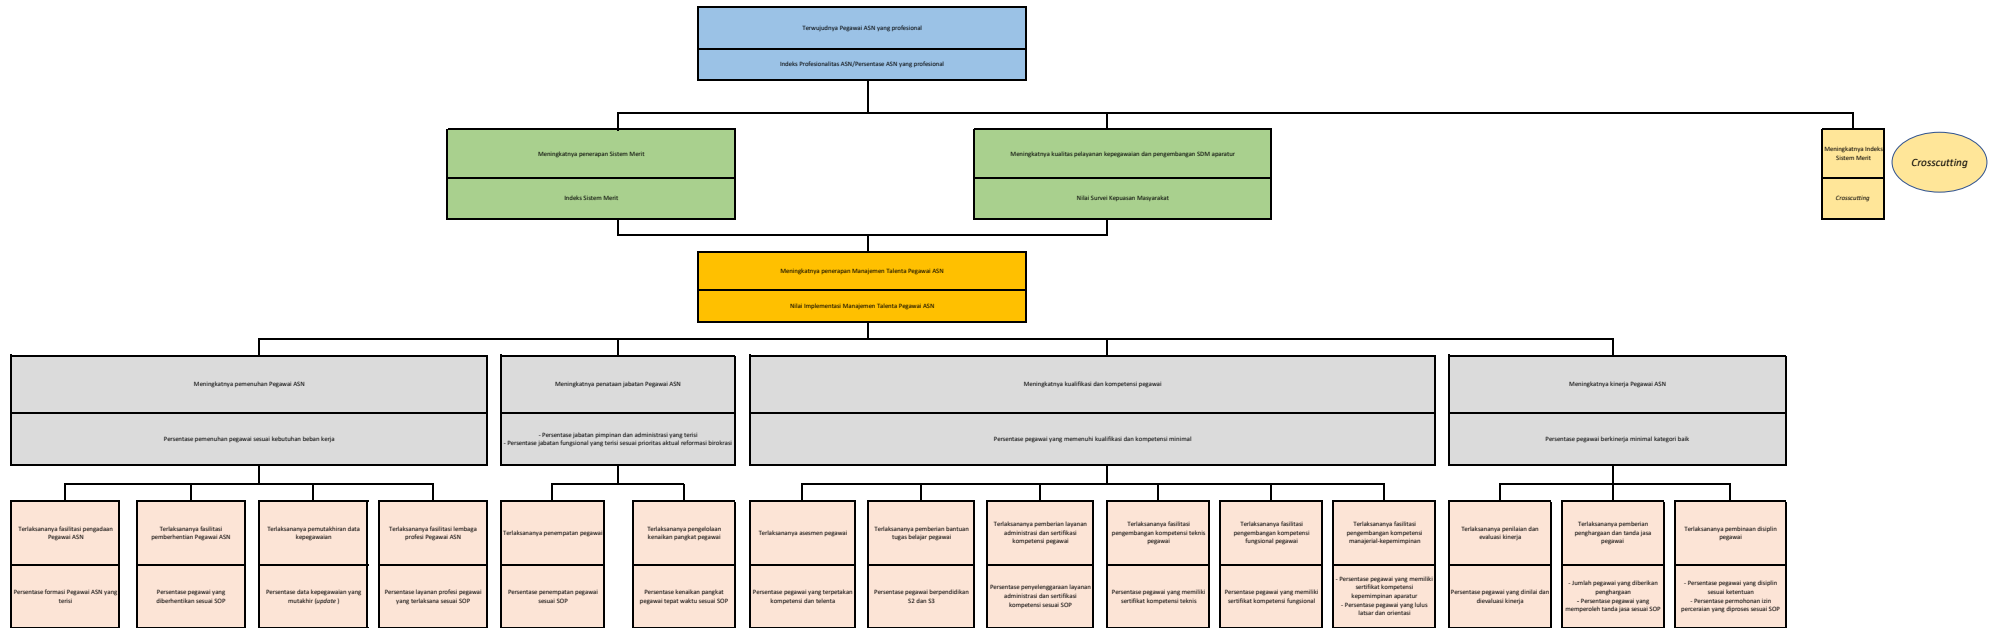 Terwujudnya Pegawai ASN yang profesional
Indeks Profesionalitas ASN/Persentase ASN yang profesional
Meningkatnya penerapan Sistem Merit
Indeks Sistem Merit
Meningkatnya kualitas pelayanan kepegawaian dan pengembangan SDM aparatur
Nilai Survei Kepuasan Masyarakat
Meningkatnya Indeks
Sistem Merit
Crosscutting
Crosscutting
Meningkatnya penerapan Manajemen Talenta Pegawai ASN
Nilai Implementasi Manajemen Talenta Pegawai ASN
Meningkatnya pemenuhan Pegawai ASN
Persentase pemenuhan pegawai sesuai kebutuhan beban kerja
Meningkatnya penataan jabatan Pegawai ASN
- Persentase jabatan pimpinan dan administrasi yang terisi
- Persentase jabatan fungsional yang terisi sesuai prioritas aktual reformasi birokrasi
Meningkatnya kualifikasi dan kompetensi pegawai
Persentase pegawai yang memenuhi kualifikasi dan kompetensi minimal
Meningkatnya kinerja Pegawai ASN
Persentase pegawai berkinerja minimal kategori baik
Terlaksananya fasilitasi pengadaan
Pegawai ASN
Persentase formasi Pegawai ASN yang
terisi
Terlaksananya fasilitasi
pemberhentian Pegawai ASN
Persentase pegawai yang
diberhentikan sesuai SOP
Terlaksananya pemutakhiran data
kepegawaian
Persentase data kepegawaian yang
mutakhir (update )
Terlaksananya fasilitasi lembaga
profesi Pegawai ASN
Persentase layanan profesi pegawai
yang terlaksana sesuai SOP
Terlaksananya penempatan pegawai
Persentase penempatan pegawai
sesuai SOP
Terlaksananya pengelolaan
kenaikan pangkat pegawai
Persentase kenaikan pangkat
pegawai tepat waktu sesuai SOP
Terlaksananya asesmen pegawai
Persentase pegawai yang terpetakan
kompetensi dan telenta
Terlaksananya pemberian bantuan
tugas belajar pegawai
Persentase pegawai berpendidikan
S2 dan S3
Terlaksananya pemberian layanan
administrasi dan sertifikasi
kompetensi pegawai
Persentase penyelenggaraan layanan
administrasi dan sertifikasi
kompetensi sesuai SOP
Terlaksananya fasilitasi
pengembangan kompetensi teknis
pegawai
Persentase pegawai yang memiliki
sertifikat kompetensi teknis
Terlaksananya fasilitasi
pengembangan kompetensi
fungsional pegawai
Persentase pegawai yang memiliki
sertifikat kompetensi fungsional
Terlaksananya fasilitasi
pengembangan kompetensi
manajerial-kepemimpinan
- Persentase pegawai yang memiliki
sertifikat kompetensi
kepemimpinan aparatur
- Persentase pegawai yang lulus
latsar dan orientasi
Terlaksananya penilaian dan
evaluasi kinerja
Persentase pegawai yang dinilai dan
dievaluasi kinerja
Terlaksananya pemberian
penghargaan dan tanda jasa
pegawai
- Jumlah pegawai yang diberikan
penghargaan
- Persentase pegawai yang
memperoleh tanda jasa sesuai SOP
Terlaksananya pembinaan disiplin
pegawai
- Persentase pegawai yang disiplin
sesuai ketentuan
- Persentase permohonan izin
perceraian yang diproses sesuai SOP